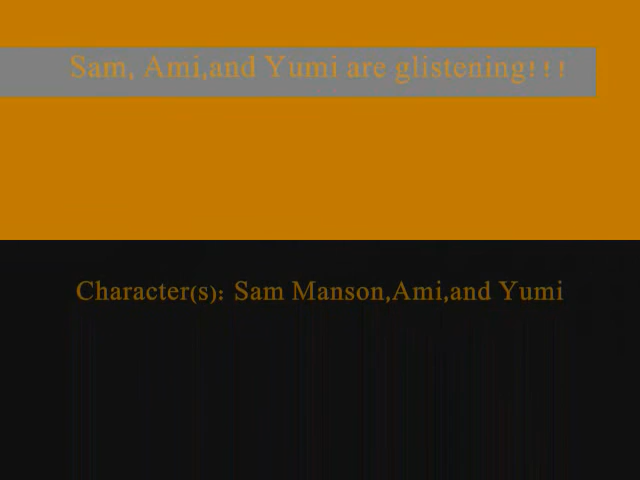 Sam, Ami,and Yumi are glistening!!!
Character(s): Sam Manson,Ami,and Yumi